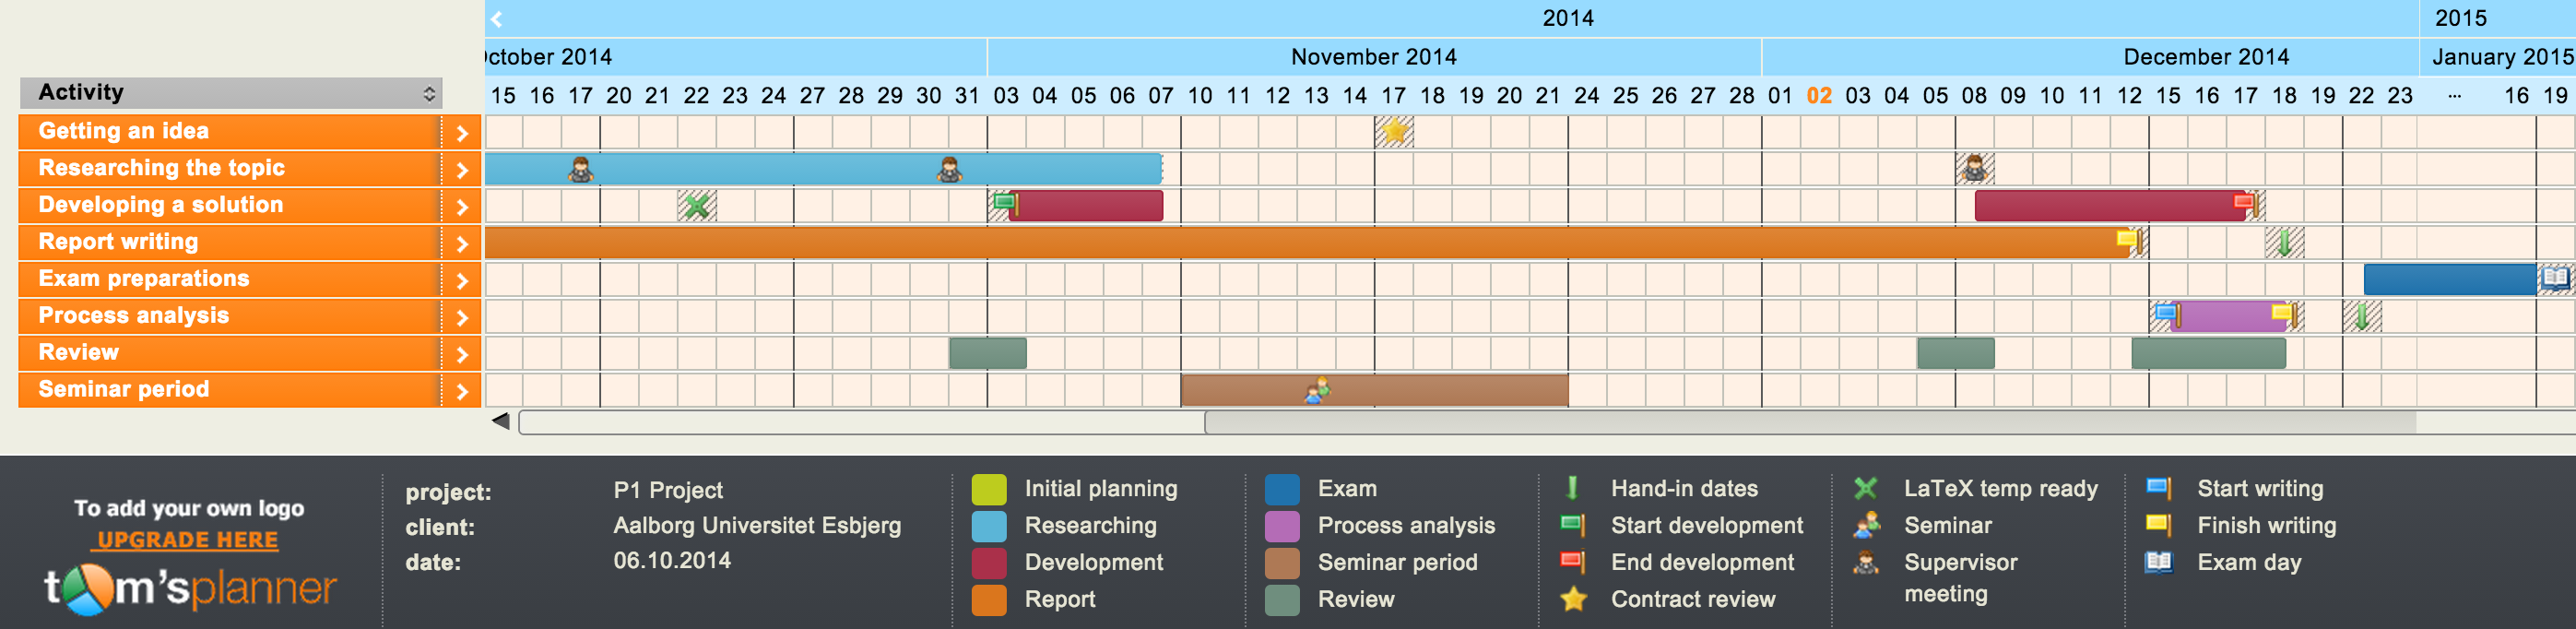 2014 2015
October 2014 November 2014 December 2014 January 2015
Activity 15 16 17 20 21 22 23 24 27 28 29 30 31 03 04 05 06 07 10 11 12 13 14 17 18 19 20 21 24 25 26 27 28 01 02 03 04 05 08 09 10 11 12 15 16 17 18 19 22 23 ... 16 19
Getting an idea
Researching the topic
Developing a solution
Report writing
Exam preparations
Process analysis
Review
Seminar period
To add your own logo
UPGRADE HERE
tom'splanner
project: P1 Project
client: Aalborg Universitet Esbjerg
date: 06.10.2014
Initial planning
Researching
Development
Report
Exam
Process analysis
Seminar period
Review
Hand-in dates
Start development
End development
Contract review
LaTeX temp ready
Seminar
Supervisor
meeting
Start writing
Finish writing
Exam day